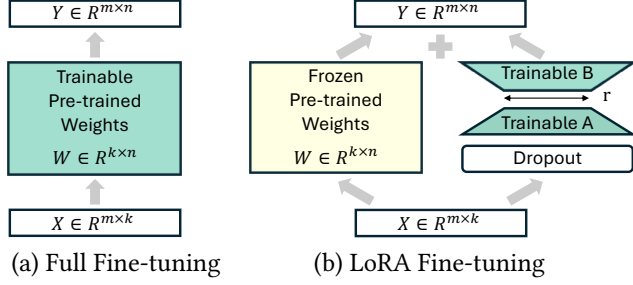 Y ∈ R^{m×n}
Trainable
Pre-trained
Weights
W ∈ R^{k×n}
X ∈ R^{m×k}
(a) Full Fine-tuning
Y ∈ R^{m×n}
Frozen
Pre-trained
Weights
W ∈ R^{k×n}
Trainable B
r
Trainable A
Dropout
X ∈ R^{m×k}
(b) LoRA Fine-tuning